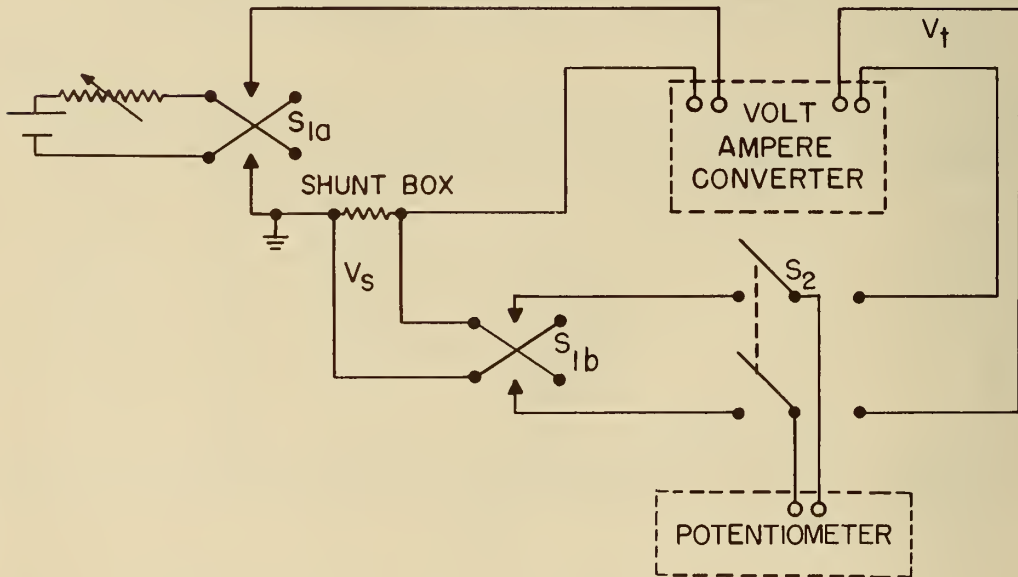 V_t
VOLT
AMPERE
CONVERTER
S_1a
SHUNT BOX
V_s
S_2
S_1b
POTENTIOMETER